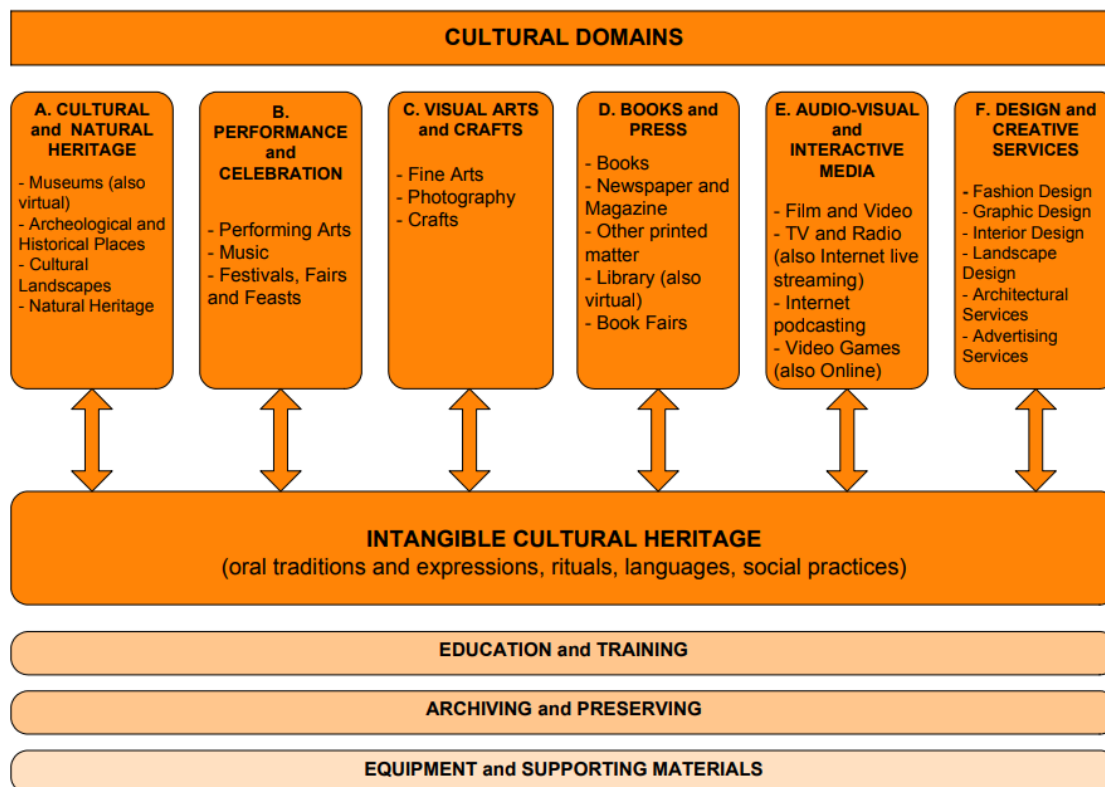 CULTURAL DOMAINS
A. CULTURAL
and NATURAL
HERITAGE
- Museums (also
virtual)
- Archeological and
Historical Places
- Cultural
Landscapes
- Natural Heritage
B.
PERFORMANCE
and
CELEBRATION
- Performing Arts
- Music
- Festivals, Fairs
and Feasts
C. VISUAL ARTS
and CRAFTS
- Fine Arts
- Photography
- Crafts
D. BOOKS and
PRESS
- Books
- Newspaper and
Magazine
- Other printed
matter
- Library (also
virtual)
- Book Fairs
E. AUDIO-VISUAL
and
INTERACTIVE
MEDIA
- Film and Video
- TV and Radio
(also Internet live
streaming)
- Internet
podcasting
- Video Games
(also Online)
F. DESIGN and
CREATIVE
SERVICES
- Fashion Design
- Graphic Design
- Interior Design
- Landscape
Design
- Architectural
Services
- Advertising
Services
INTANGIBLE CULTURAL HERITAGE
(oral traditions and expressions, rituals, languages, social practices)
EDUCATION and TRAINING
ARCHIVING and PRESERVING
EQUIPMENT and SUPPORTING MATERIALS